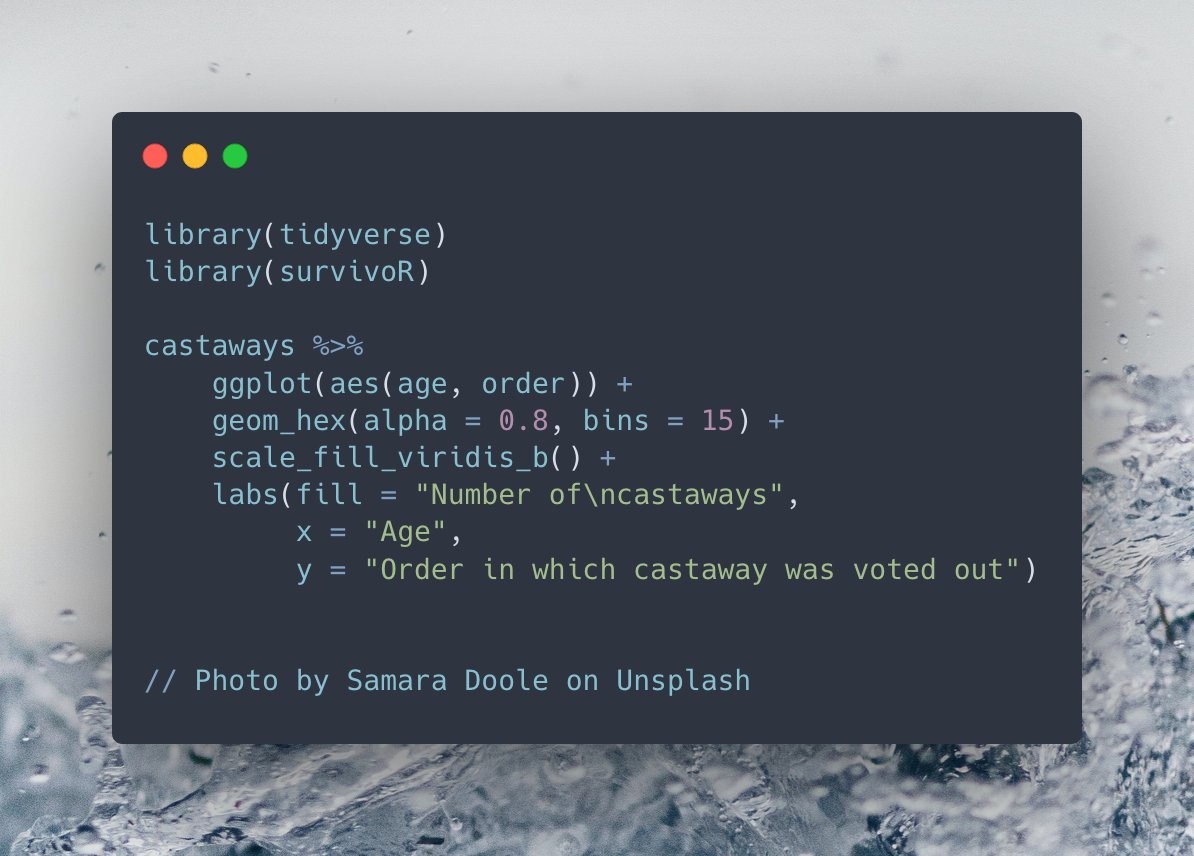 library(tidyverse)
library(survivoR)
castaways %>%
    ggplot(aes(age, order)) +
    geom_hex(alpha = 0.8, bins = 15) +
    scale_fill_viridis_b() +
    labs(fill = "Number of\ncastaways",
         x = "Age",
         y = "Order in which castaway was voted out")
// Photo by Samara Doole on Unsplash